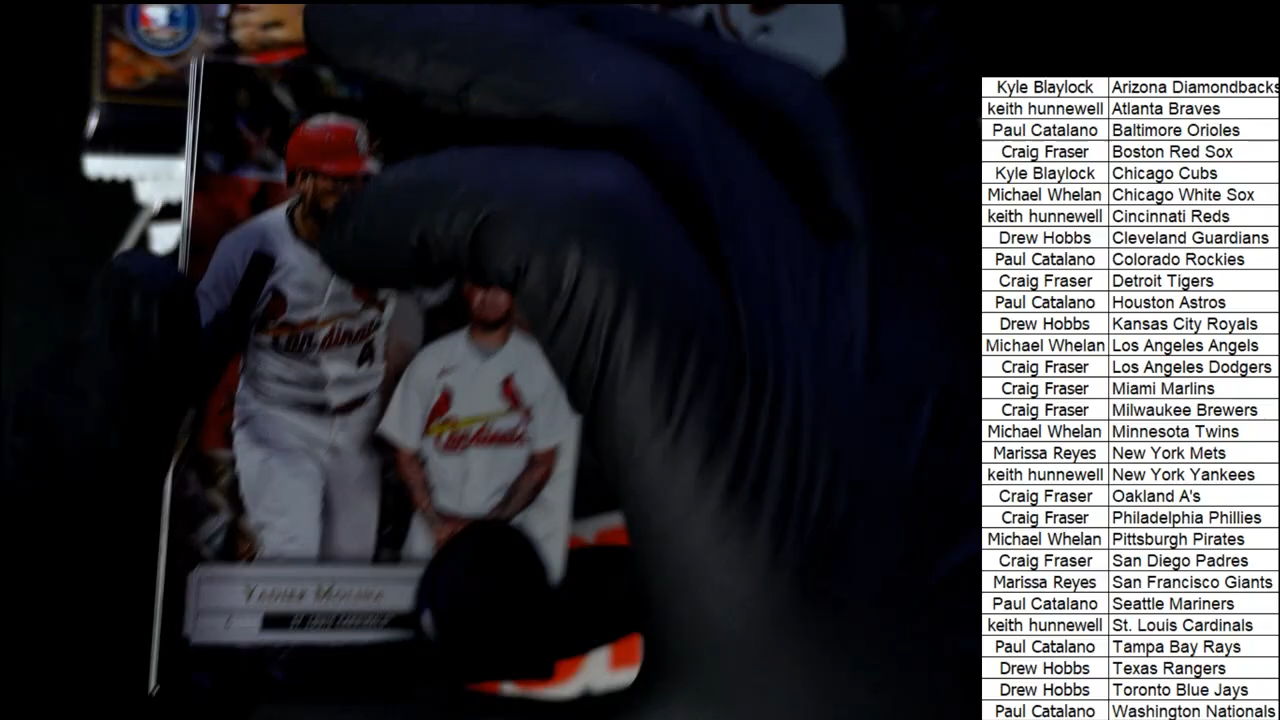 Kyle Blaylock Arizona Diamondbacks
keith hunnewell Atlanta Braves
Paul Catalano Baltimore Orioles
Craig Fraser Boston Red Sox
Kyle Blaylock Chicago Cubs
Michael Whelan Chicago White Sox
keith hunnewell Cincinnati Reds
Drew Hobbs Cleveland Guardians
Paul Catalano Colorado Rockies
Craig Fraser Detroit Tigers
Paul Catalano Houston Astros
Drew Hobbs Kansas City Royals
Michael Whelan Los Angeles Angels
Craig Fraser Los Angeles Dodgers
Craig Fraser Miami Marlins
Craig Fraser Milwaukee Brewers
Michael Whelan Minnesota Twins
Marissa Reyes New York Mets
keith hunnewell New York Yankees
Craig Fraser Oakland A's
Craig Fraser Philadelphia Phillies
Michael Whelan Pittsburgh Pirates
Craig Fraser San Diego Padres
Marissa Reyes San Francisco Giants
Paul Catalano Seattle Mariners
keith hunnewell St. Louis Cardinals
Paul Catalano Tampa Bay Rays
Drew Hobbs Texas Rangers
Drew Hobbs Toronto Blue Jays
Paul Catalano Washington Nationals
Cardinals
4
Cardinals